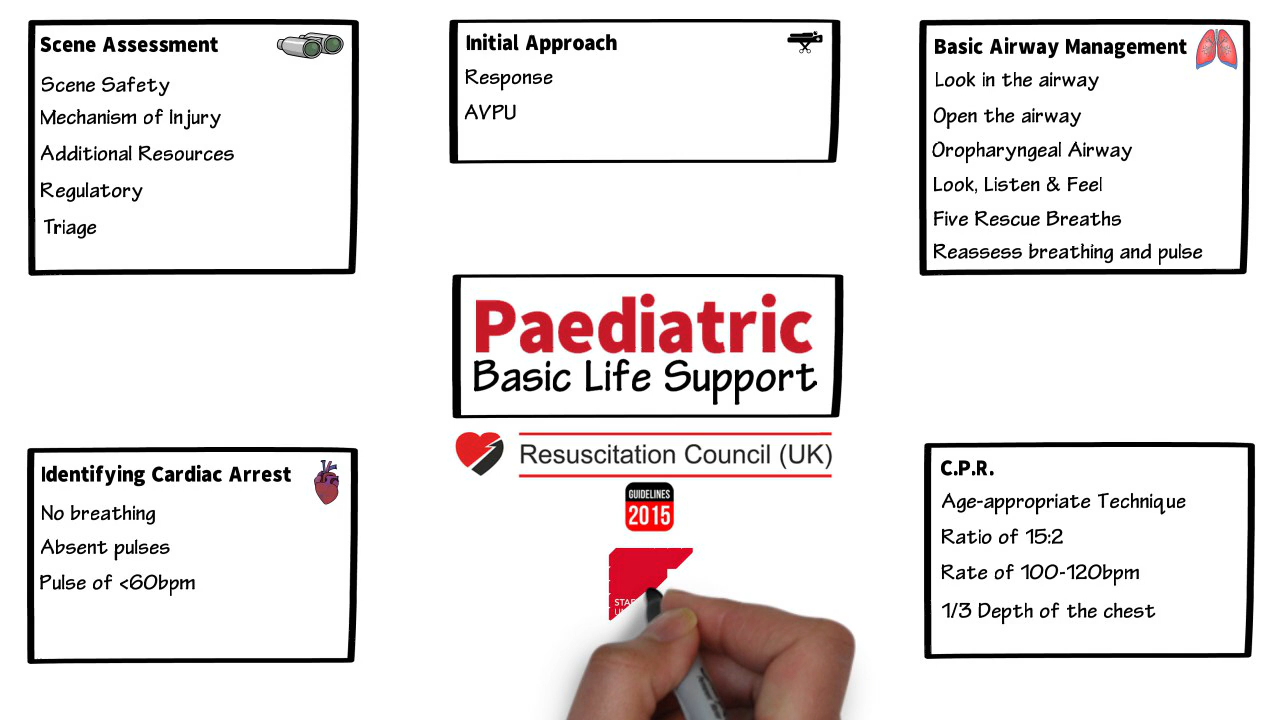 Scene Assessment
Scene Safety
Mechanism of Injury
Additional Resources
Regulatory
Triage
Initial Approach
Response
AVPU
Basic Airway Management
Look in the airway
Open the airway
Oropharyngeal Airway
Look, Listen & Feel
Five Rescue Breaths
Reassess breathing and pulse
Paediatric
Basic Life Support
Resuscitation Council (UK)
GUIDELINES
2015
Identifying Cardiac Arrest
No breathing
Absent pulses
Pulse of <60bpm
C.P.R.
Age-appropriate Technique
Ratio of 15:2
Rate of 100-120bpm
1/3 Depth of the chest